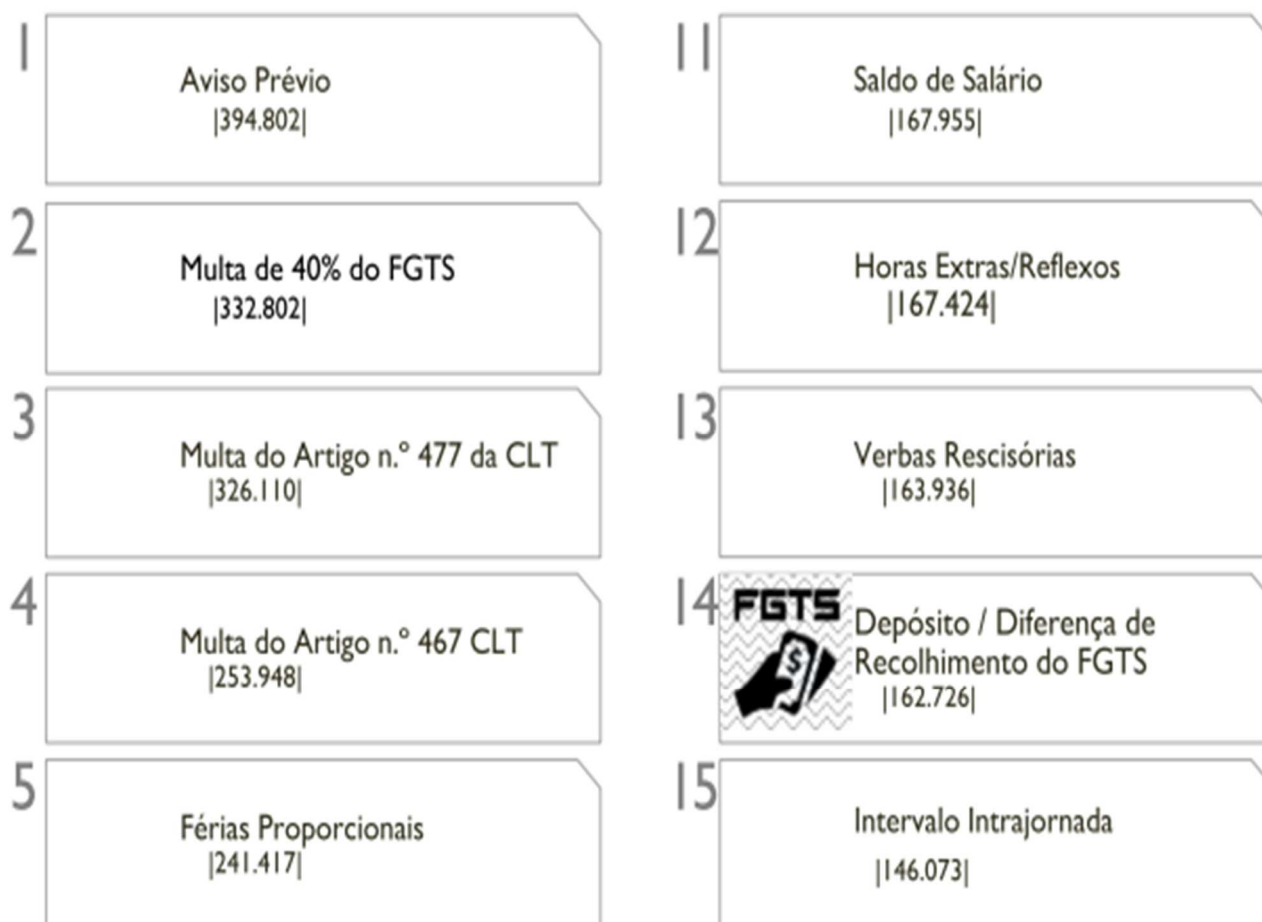 1
Aviso Prévio
|394.802|
2
Multa de 40% do FGTS
|332.802|
3
Multa do Artigo n.º 477 da CLT
|326.110|
4
Multa do Artigo n.º 467 CLT
|253.948|
5
Férias Proporcionais
|241.417|
11
Saldo de Salário
|167.955|
12
Horas Extras/Reflexos
|167.424|
13
Verbas Rescisórias
|163.936|
14
FGTS
$
Depósito / Diferença de
Recolhimento do FGTS
|162.726|
15
Intervalo Intrajornada
|146.073|